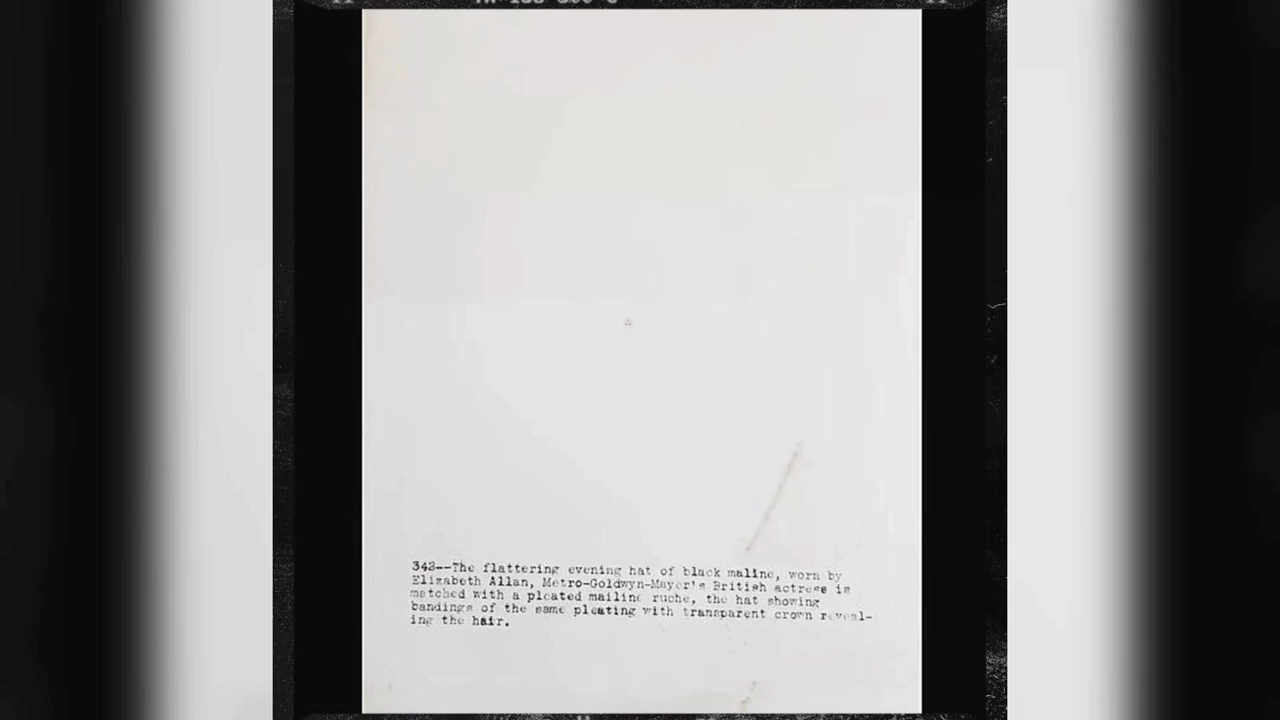 343--The flattering evening hat of black maline, worn by
Elizabeth Allan, Metro-Goldwyn-Mayer's British actress is
matched with a pleated mailine ruche, the hat showing
bandings of the same pleating with transparent crown reveal-
ing the hair.